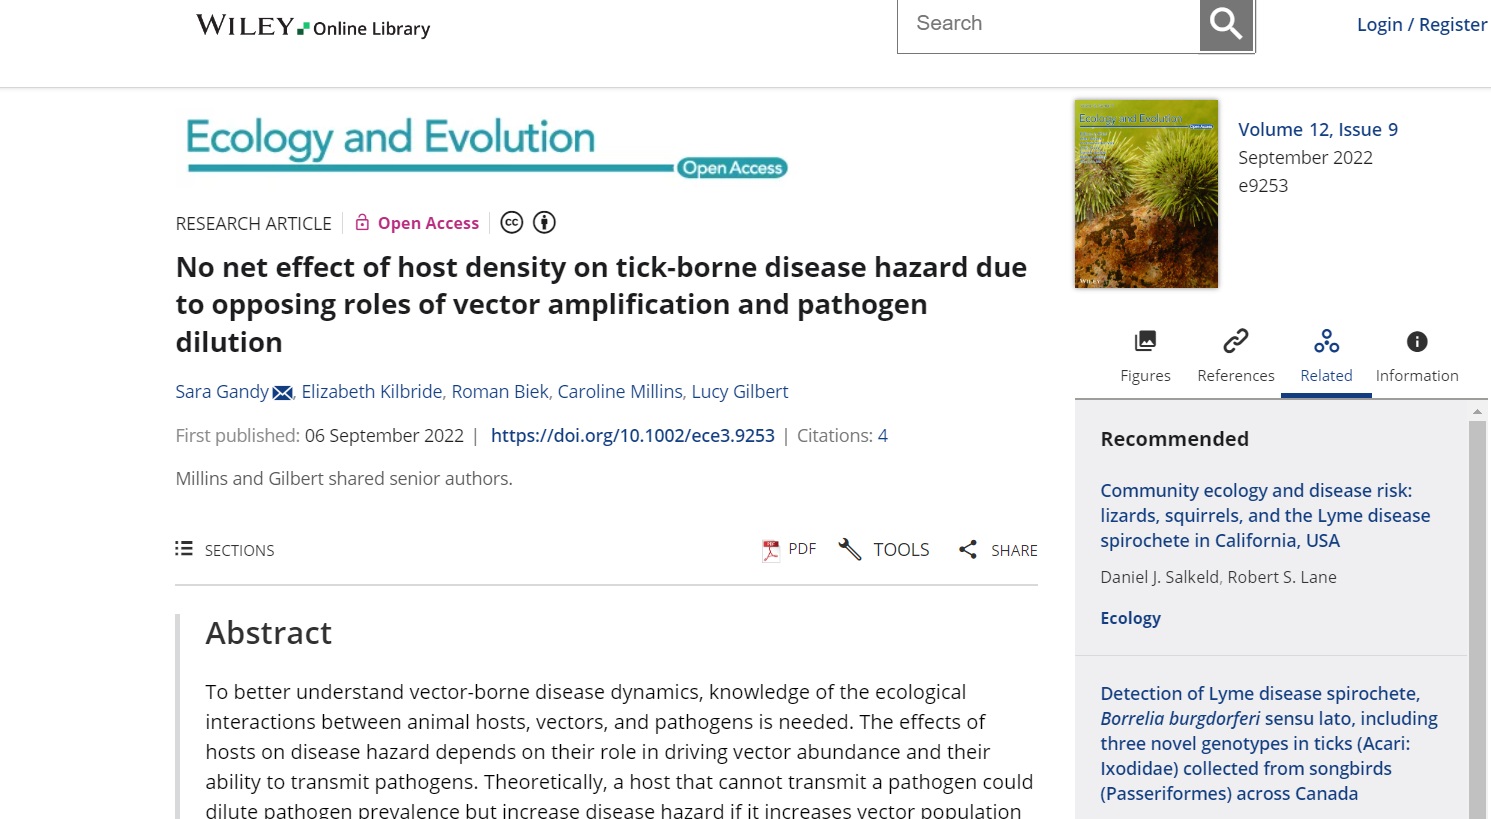 WILEY Online Library
Search
Login / Register
Ecology and Evolution
Open Access
RESEARCH ARTICLE
Open Access
cc
No net effect of host density on tick-borne disease hazard due
to opposing roles of vector amplification and pathogen
dilution
Sara Gandy, Elizabeth Kilbride, Roman Biek, Caroline Millins, Lucy Gilbert
First published: 06 September 2022 | https://doi.org/10.1002/ece3.9253 | Citations: 4
Millins and Gilbert shared senior authors.
SECTIONS
PDF
TOOLS
SHARE
Abstract
To better understand vector-borne disease dynamics, knowledge of the ecological
interactions between animal hosts, vectors, and pathogens is needed. The effects of
hosts on disease hazard depends on their role in driving vector abundance and their
ability to transmit pathogens. Theoretically, a host that cannot transmit a pathogen could
dilute pathogen prevalence but increase disease hazard if it increases vector population
Ecology and Evolution
Open Access
WILEY
Volume 12, Issue 9
September 2022
e9253
Figures
References
Related
Information
Recommended
Community ecology and disease risk:
lizards, squirrels, and the Lyme disease
spirochete in California, USA
Daniel J. Salkeld, Robert S. Lane
Ecology
Detection of Lyme disease spirochete,
Borrelia burgdorferi sensu lato, including
three novel genotypes in ticks (Acari:
Ixodidae) collected from songbirds
(Passeriformes) across Canada